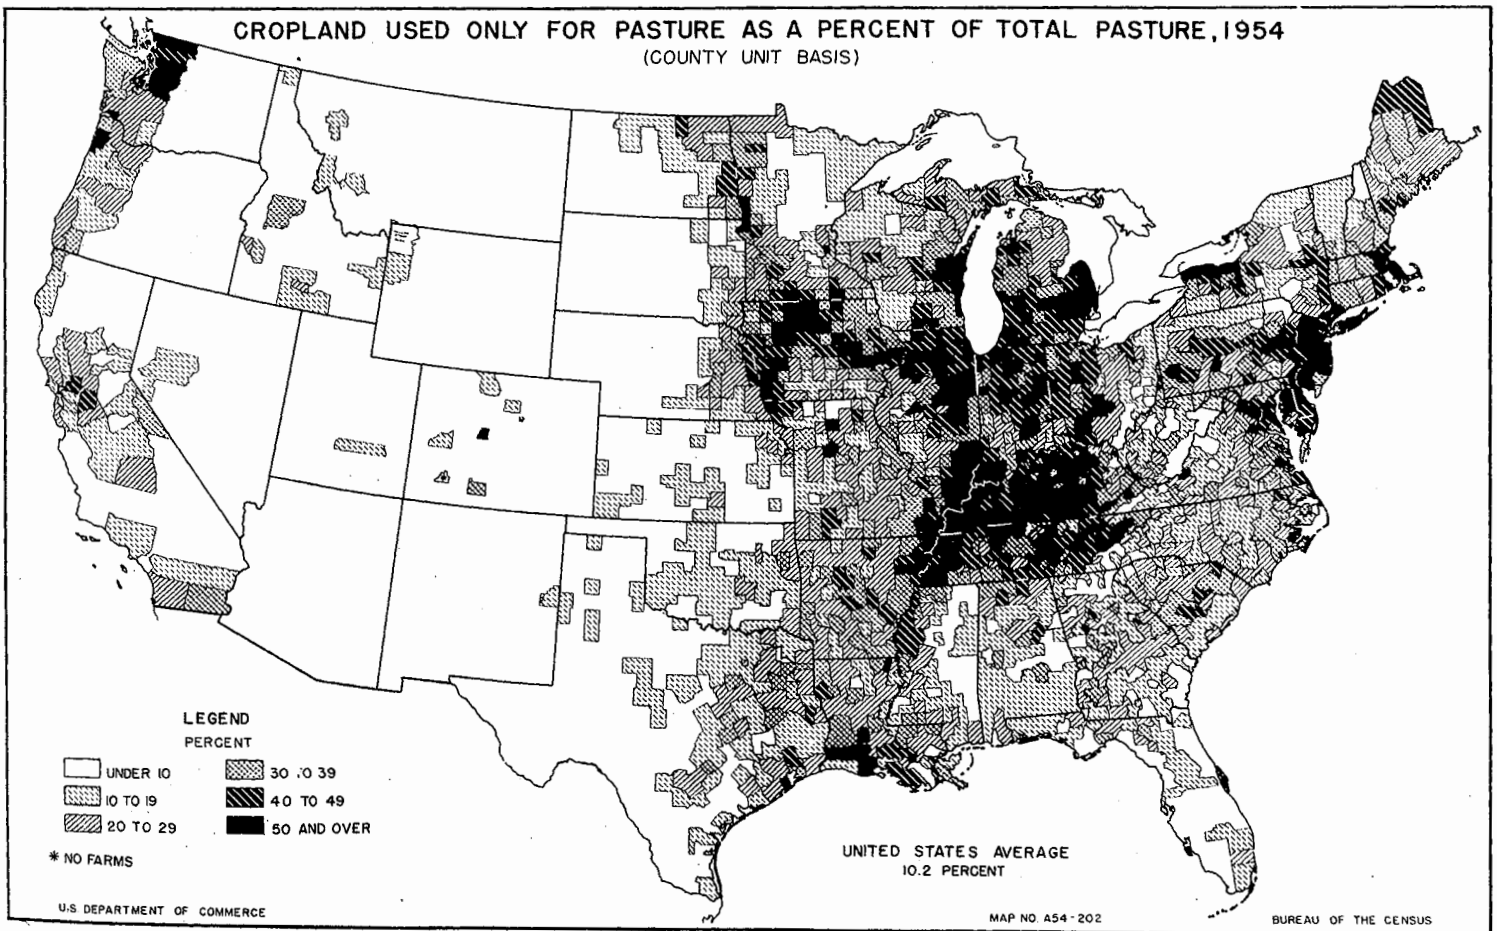 CROPLAND USED ONLY FOR PASTURE AS A PERCENT OF TOTAL PASTURE, 1954
(COUNTY UNIT BASIS)
LEGEND
PERCENT
UNDER 10
10 TO 19
20 TO 29
30 TO 39
40 TO 49
50 AND OVER
* NO FARMS
UNITED STATES AVERAGE
10.2 PERCENT
U.S. DEPARTMENT OF COMMERCE
MAP NO. A54-202
BUREAU OF THE CENSUS